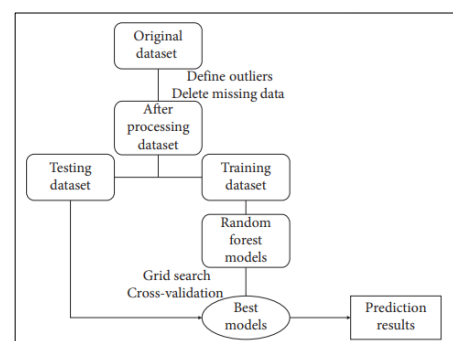 Original
dataset
Define outliers
Delete missing data
After
processing
dataset
Testing
dataset
Training
dataset
Random
forest
models
Grid search
Cross-validation
Best
models
Prediction
results